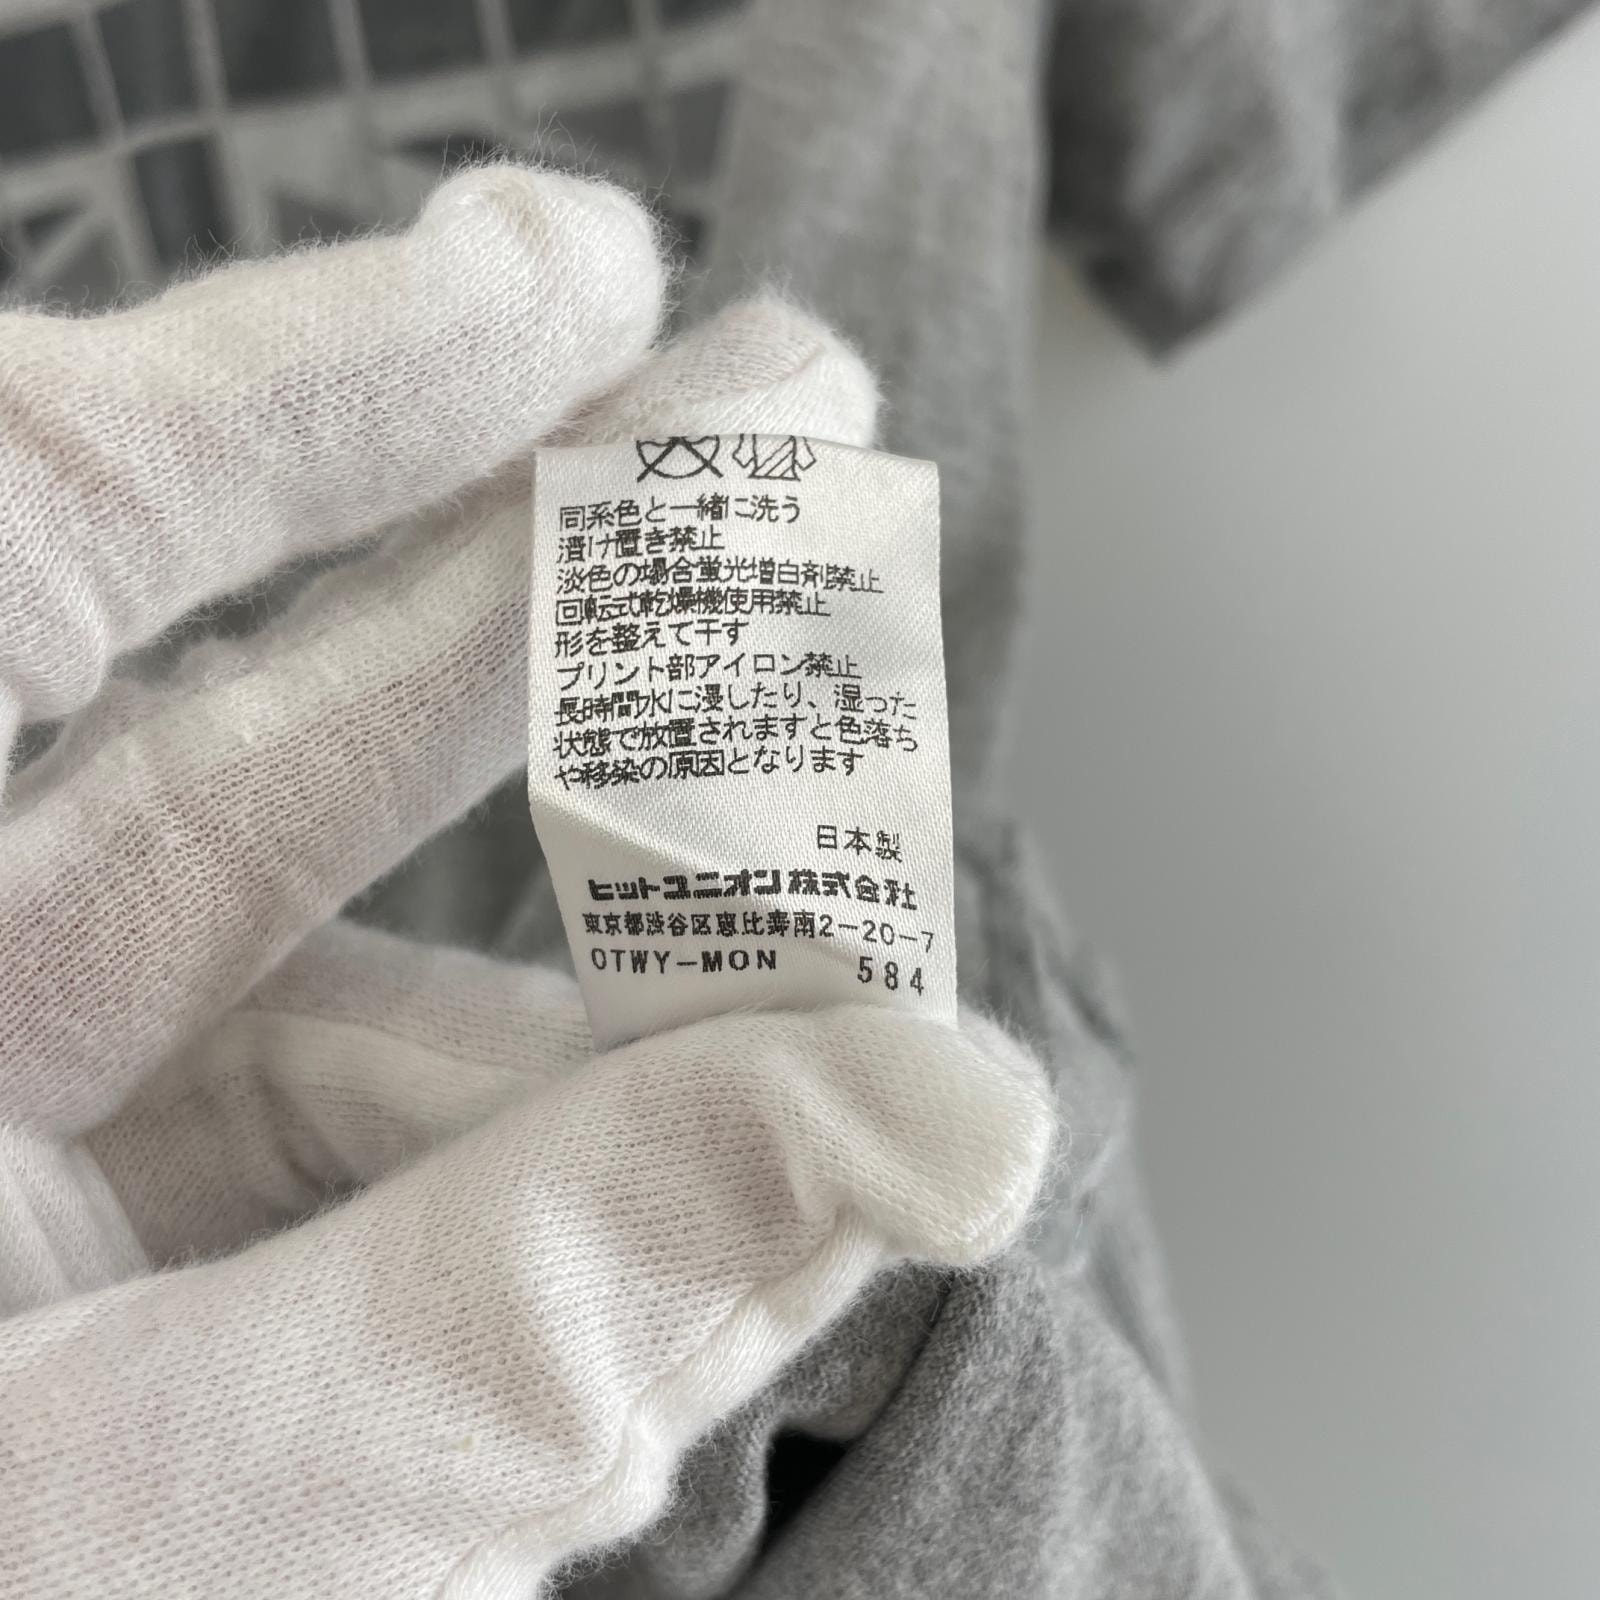 同系色と一緒に洗う
漬け置き禁止
淡色の場合蛍光増白剤禁止
回転式乾燥機使用禁止
形を整えて干す
プリント部アイロン禁止
長時間水に浸したり、湿った
状態で放置されますと色落ち
や移染の原因となります
日本製
ヒットユニオン株式会社
東京都渋谷区恵比寿南2-20-7
OTWY-MON 584